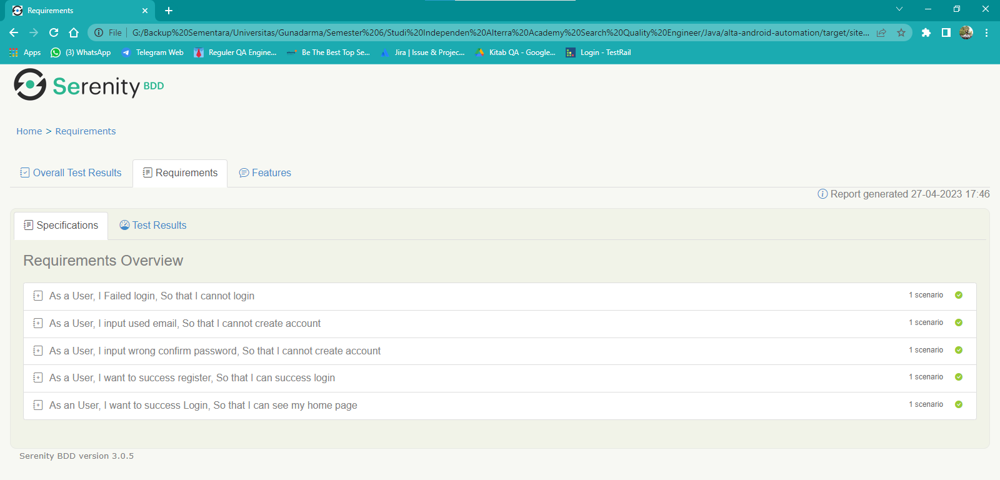 Requirements
File G:/Backup%20Sementara/Universitas/Gunadarma/Semester%206/Studi%20Independen%20Alterra%20Academy%20Search%20Quality%20Engineer/Java/alta-android-automation/target/site...
Apps (3) WhatsApp Telegram Web Reguler QA Engine... Be The Best Top Se... Jira | Issue & Projec... Kitab QA - Google... Login - TestRail
Serenity BDD
Home > Requirements
Overall Test Results Requirements Features
Report generated 27-04-2023 17:46
Specifications Test Results
Requirements Overview
As a User, I Failed login, So that I cannot login 1 scenario
As a User, I input used email, So that I cannot create account 1 scenario
As a User, I input wrong confirm password, So that I cannot create account 1 scenario
As a User, I want to success register, So that I can success login 1 scenario
As an User, I want to success Login, So that I can see my home page 1 scenario
Serenity BDD version 3.0.5